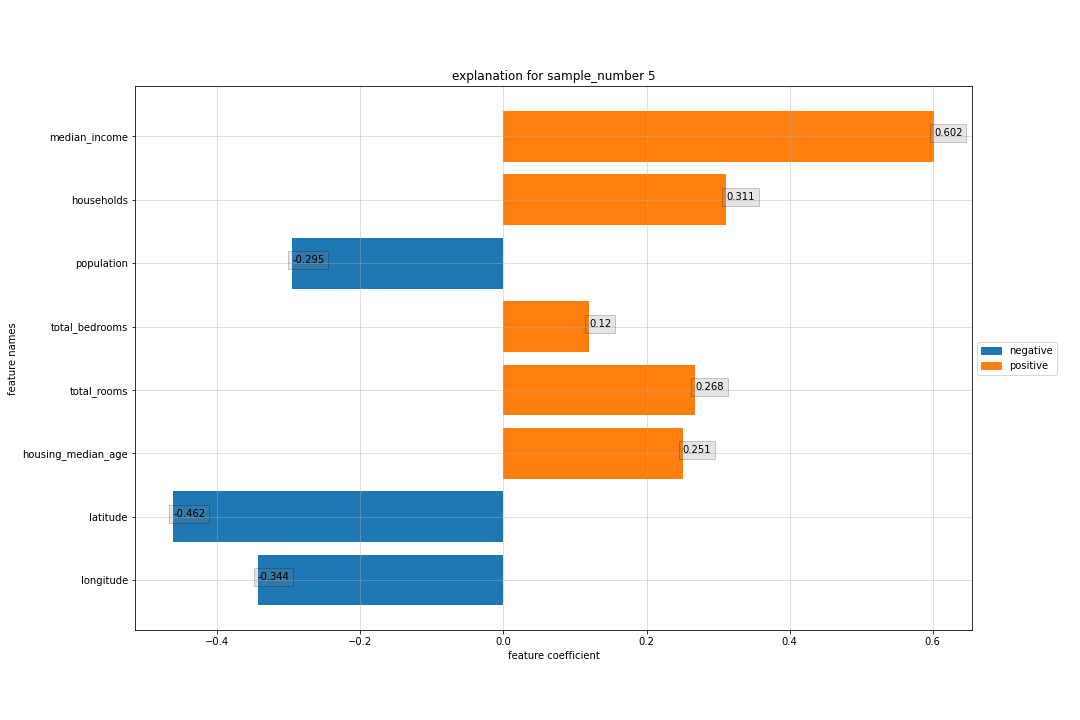 explanation for sample_number 5
feature names
median_income
0.602
households
0.311
population
-0.295
total_bedrooms
0.12
total_rooms
0.268
housing_median_age
0.251
latitude
-0.462
longitude
-0.344
−0.4 −0.2 0.0 0.2 0.4 0.6
feature coefficient
negative
positive